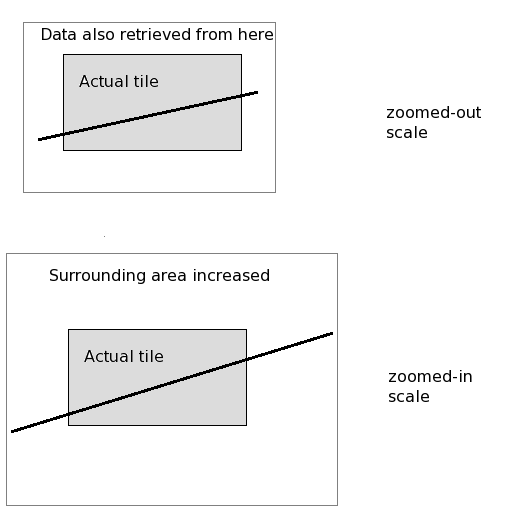 Data also retrieved from here
Actual tile
zoomed-out
scale
Surrounding area increased
Actual tile
zoomed-in
scale